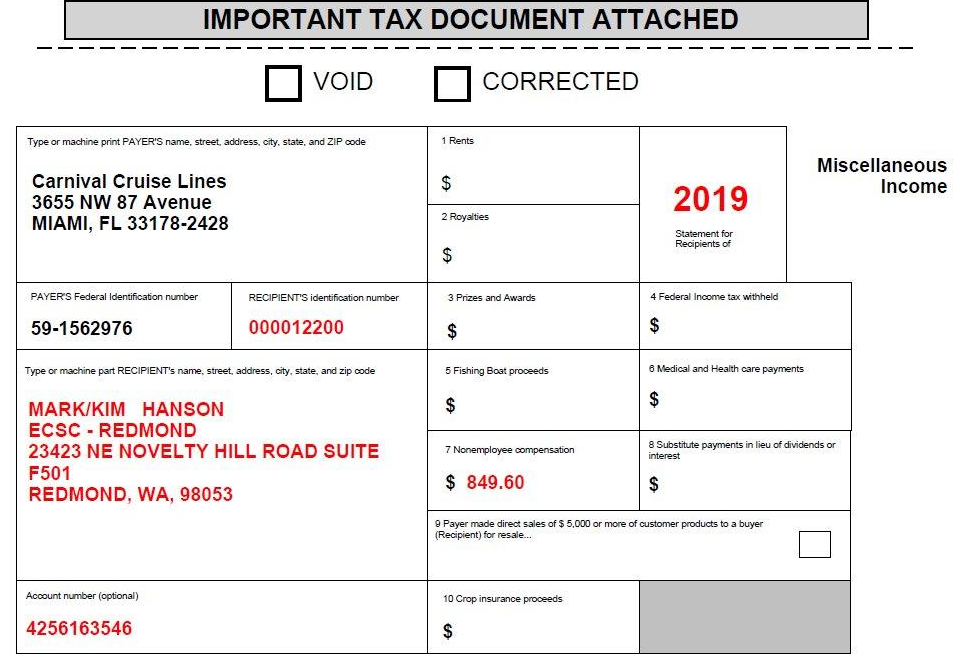 IMPORTANT TAX DOCUMENT ATTACHED
VOID
CORRECTED
Type or machine print PAYER'S name, street, address, city, state, and ZIP code
Carnival Cruise Lines
3655 NW 87 Avenue
MIAMI, FL 33178-2428
1 Rents
$
2 Royalties
$
2019
Statement for
Recipients of
Miscellaneous
Income
PAYER'S Federal Identification number
59-1562976
RECIPIENT'S identification number
000012200
3 Prizes and Awards
$
4 Federal Income tax withheld
$
Type or machine part RECIPIENT's name, street, address, city, state, and zip code
MARK/KIM HANSON
ECSC - REDMOND
23423 NE NOVELTY HILL ROAD SUITE
F501
REDMOND, WA, 98053
5 Fishing Boat proceeds
$
6 Medical and Health care payments
$
7 Nonemployee compensation
$ 849.60
8 Substitute payments in lieu of dividends or
interest
$
9 Payer made direct sales of $ 5,000 or more of customer products to a buyer
(Recipient) for resale...
Account number (optional)
4256163546
10 Crop insurance proceeds
$